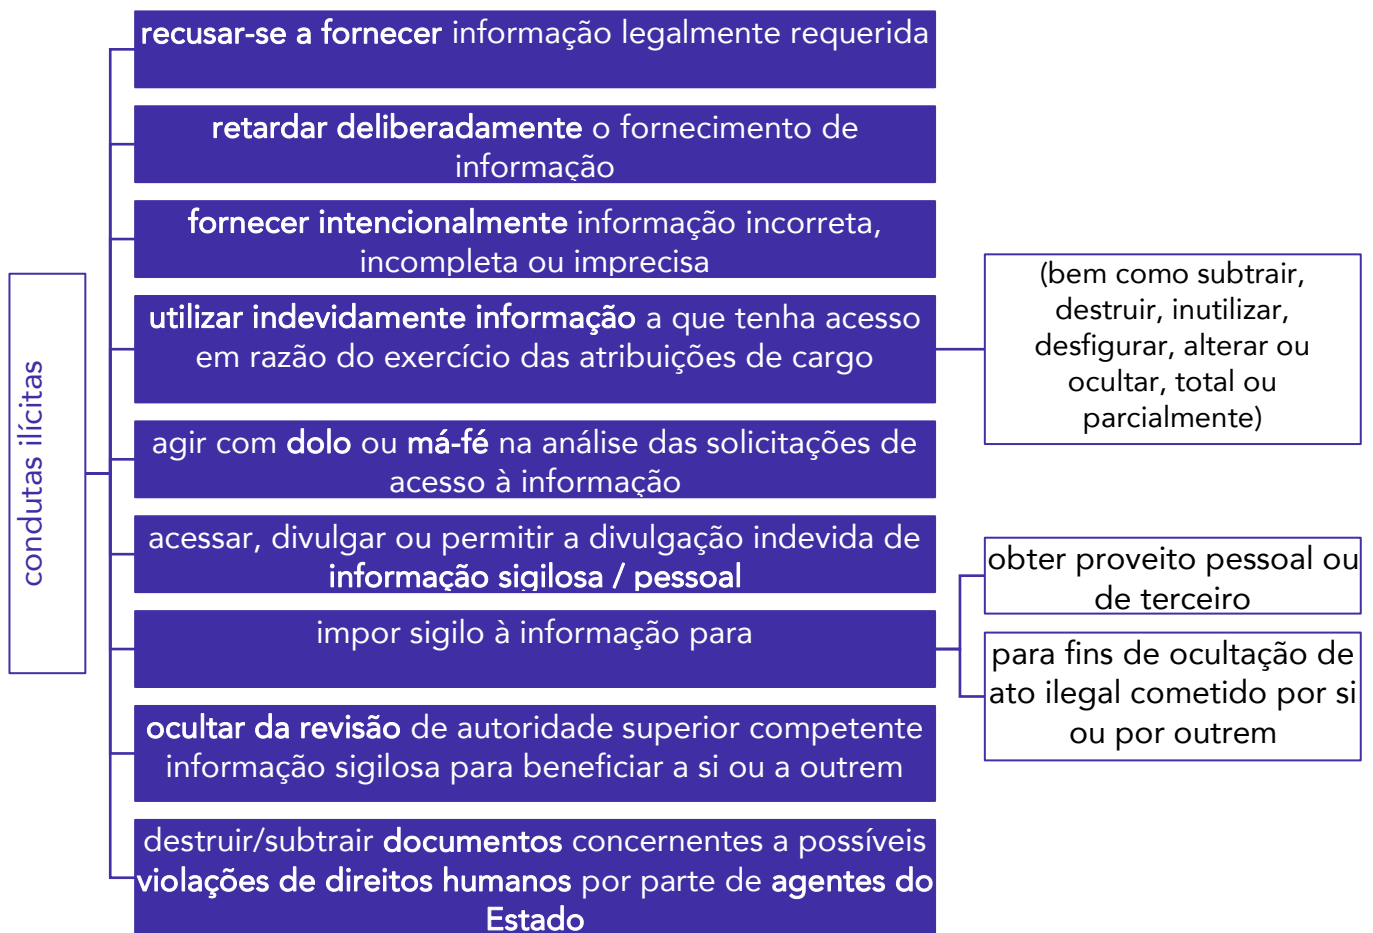 condutas ilícitas
recusar-se a fornecer informação legalmente requerida
retardar deliberadamente o fornecimento de
informação
fornecer intencionalmente informação incorreta,
incompleta ou imprecisa
utilizar indevidamente informação a que tenha acesso
em razão do exercício das atribuições de cargo
(bem como subtrair,
destruir, inutilizar,
desfigurar, alterar ou
ocultar, total ou
parcialmente)
agir com dolo ou má-fé na análise das solicitações de
acesso à informação
acessar, divulgar ou permitir a divulgação indevida de
informação sigilosa / pessoal
impor sigilo à informação para
obter proveito pessoal ou
de terceiro
para fins de ocultação de
ato ilegal cometido por si
ou por outrem
ocultar da revisão de autoridade superior competente
informação sigilosa para beneficiar a si ou a outrem
destruir/subtrair documentos concernentes a possíveis
violações de direitos humanos por parte de agentes do
Estado